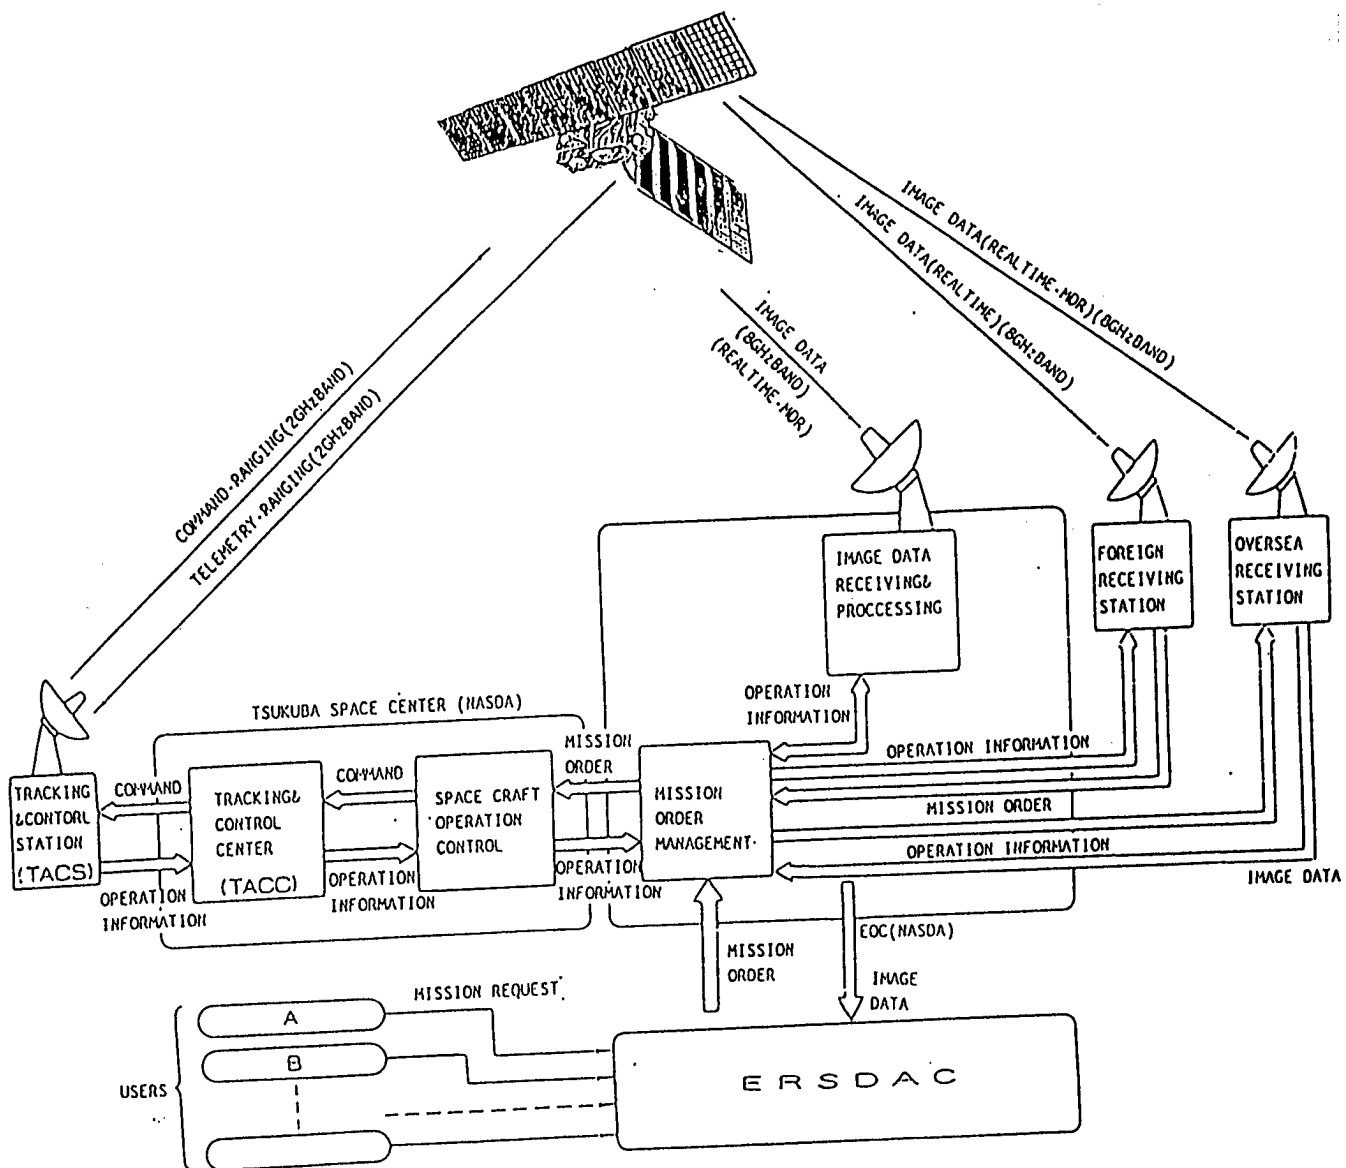 IMAGE DATA(REALTIME·MDR)(8GHzBAND)
IMAGE DATA(REALTIME)(8GHzBAND)
IMAGE DATA
(8GHzBAND)
(REALTIME·MDR)
COMMAND·RANGING(2GHzBAND)
TELEMETRY·RANGING(2GHzBAND)
IMAGE DATA
RECEIVING&
PROCCESSING
FOREIGN
RECEIVING
STATION
OVERSEA
RECEIVING
STATION
TSUKUBA SPACE CENTER (NASDA)
OPERATION
INFORMATION
MISSION
ORDER
OPERATION INFORMATION
TRACKING
&CONTORL
STATION
(TACS)
COMMAND
TRACKING&
CONTROL
CENTER
(TACC)
COMMAND
SPACE CRAFT
OPERATION
CONTROL
MISSION
ORDER
MANAGEMENT
MISSION ORDER
OPERATION INFORMATION
IMAGE DATA
OPERATION
INFORMATION
OPERATION
INFORMATION
OPERATION
INFORMATION
EOC(NASDA)
MISSION
ORDER
IMAGE
DATA
MISSION REQUEST
USERS
A
B
ERSDAC